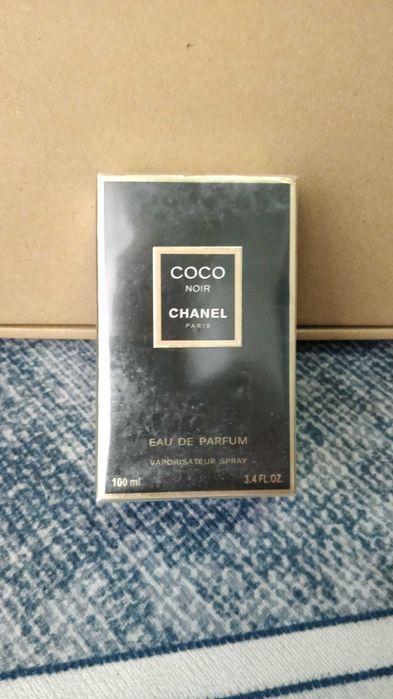 COCO
NOIR
CHANEL
PARIS
EAU DE PARFUM
VAPORISATEUR SPRAY
100 ml 3.4 FL.OZ.